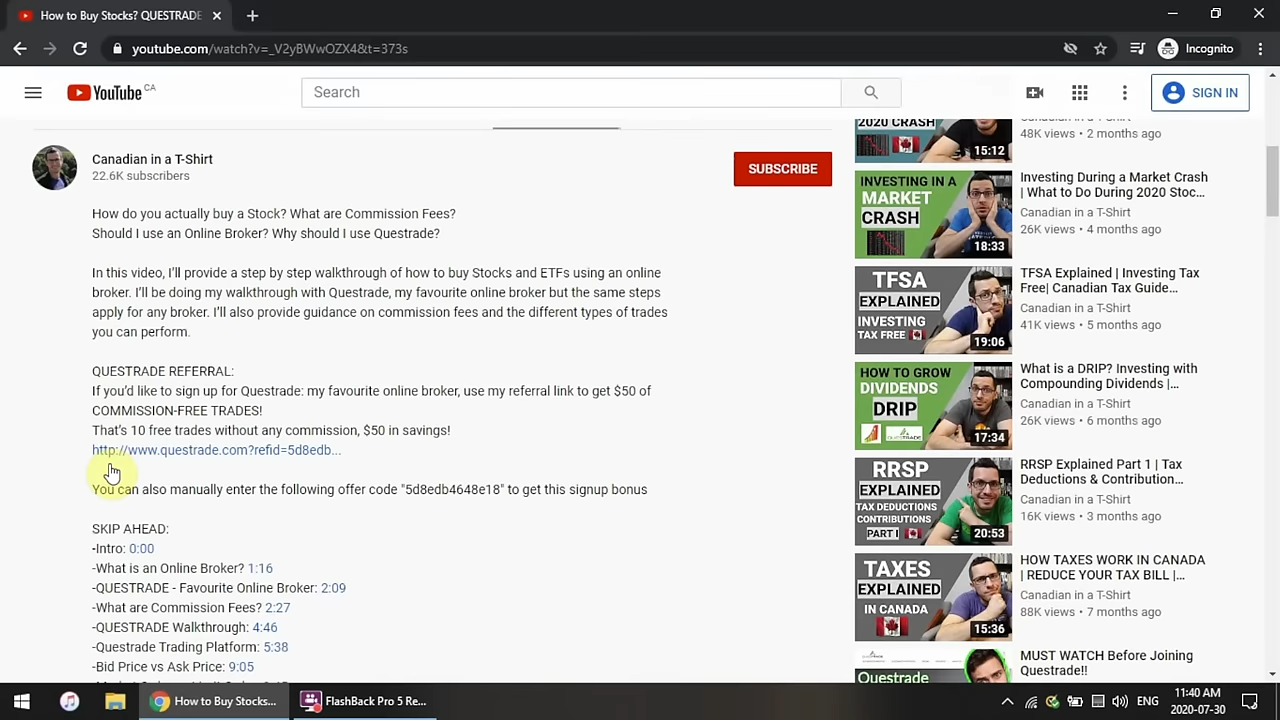 How to Buy Stocks? QUESTRADE
youtube.com/watch?v=_V2yBWwOZX4&t=373s
Incognito
YouTube CA
Search
SIGN IN
Canadian in a T-Shirt
22.6K subscribers
SUBSCRIBE
How do you actually buy a Stock? What are Commission Fees?
Should I use an Online Broker? Why should I use Questrade?
In this video, I'll provide a step by step walkthrough of how to buy Stocks and ETFs using an online
broker. I'll be doing my walkthrough with Questrade, my favourite online broker but the same steps
apply for any broker. I'll also provide guidance on commission fees and the different types of trades
you can perform.
QUESTRADE REFERRAL:
If you'd like to sign up for Questrade: my favourite online broker, use my referral link to get $50 of
COMMISSION-FREE TRADES!
That's 10 free trades without any commission, $50 in savings!
http://www.questrade.com?refid=5d8edb...
You can also manually enter the following offer code "5d8edb4648e18" to get this signup bonus
SKIP AHEAD:
-Intro: 0:00
-What is an Online Broker? 1:16
-QUESTRADE - Favourite Online Broker: 2:09
-What are Commission Fees? 2:27
-QUESTRADE Walkthrough: 4:46
-Questrade Trading Platform: 5:38
-Bid Price vs Ask Price: 9:05
2020 CRASH
15:12
Canadian in a T-Shirt
48K views • 2 months ago
INVESTING IN A
MARKET
CRASH
18:33
Investing During a Market Crash
| What to Do During 2020 Stoc...
Canadian in a T-Shirt
26K views • 4 months ago
TFSA
EXPLAINED
INVESTING
TAX FREE
19:06
TFSA Explained | Investing Tax
Free| Canadian Tax Guide...
Canadian in a T-Shirt
41K views • 5 months ago
HOW TO GROW
DIVIDENDS
DRIP
QUESTRADE
17:34
What is a DRIP? Investing with
Compounding Dividends |...
Canadian in a T-Shirt
26K views • 6 months ago
RRSP
EXPLAINED
TAX DEDUCTIONS
CONTRIBUTIONS
PART I
20:53
RRSP Explained Part 1 | Tax
Deductions & Contribution...
Canadian in a T-Shirt
16K views • 3 months ago
TAXES
EXPLAINED
IN CANADA
15:36
HOW TAXES WORK IN CANADA
| REDUCE YOUR TAX BILL |...
Canadian in a T-Shirt
88K views • 7 months ago
Questrade
MUST WATCH Before Joining
Questrade!!
How to Buy Stocks...
FlashBack Pro 5 Re...
ENG
11:40 AM
2020-07-30